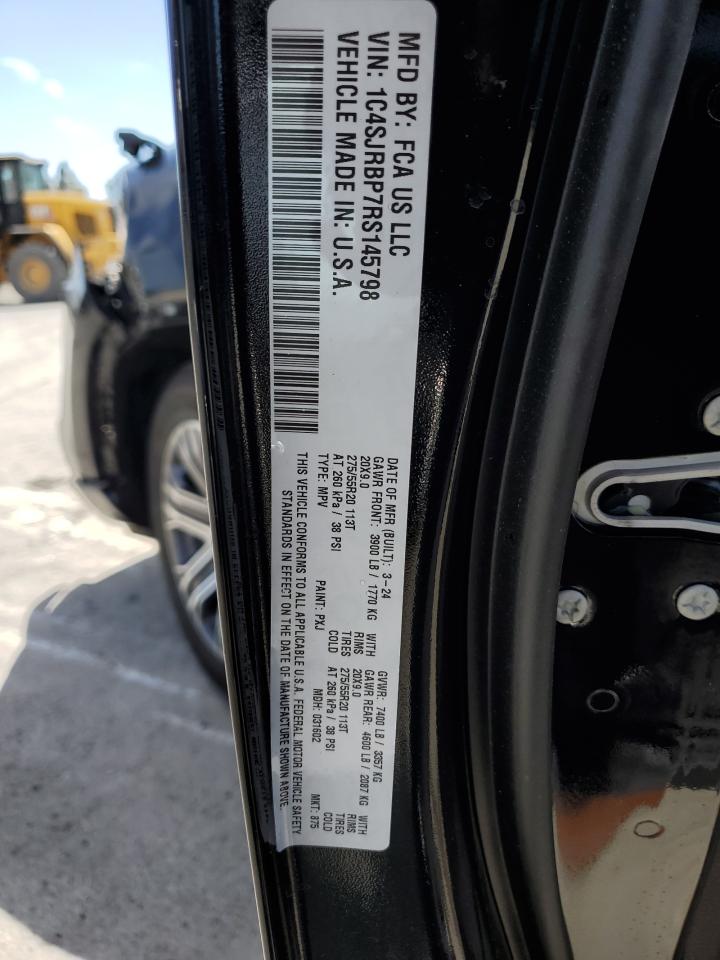 MFD BY: FCA US LLC
VIN: 1C4SJRBP7RS145798
VEHICLE MADE IN: U.S.A.
DATE OF MFR (BUILT): 3-24 GVWR: 7400 LB / 3357 KG
GAWR FRONT: 3900 LB / 1770 KG WITH GAWR REAR: 4600 LB / 2087 KG WITH
20X9.0 RIMS 20X9.0 RIMS
275/55R20 113T TIRES 275/55R20 113T TIRES
AT 260 kPa / 38 PSI COLD AT 260 kPa / 38 PSI COLD
TYPE: MPV PAINT: PXJ MDH: 031602 MKT: 875
THIS VEHICLE CONFORMS TO ALL APPLICABLE U.S.A. FEDERAL MOTOR VEHICLE SAFETY
STANDARDS IN EFFECT ON THE DATE OF MANUFACTURE SHOWN ABOVE.